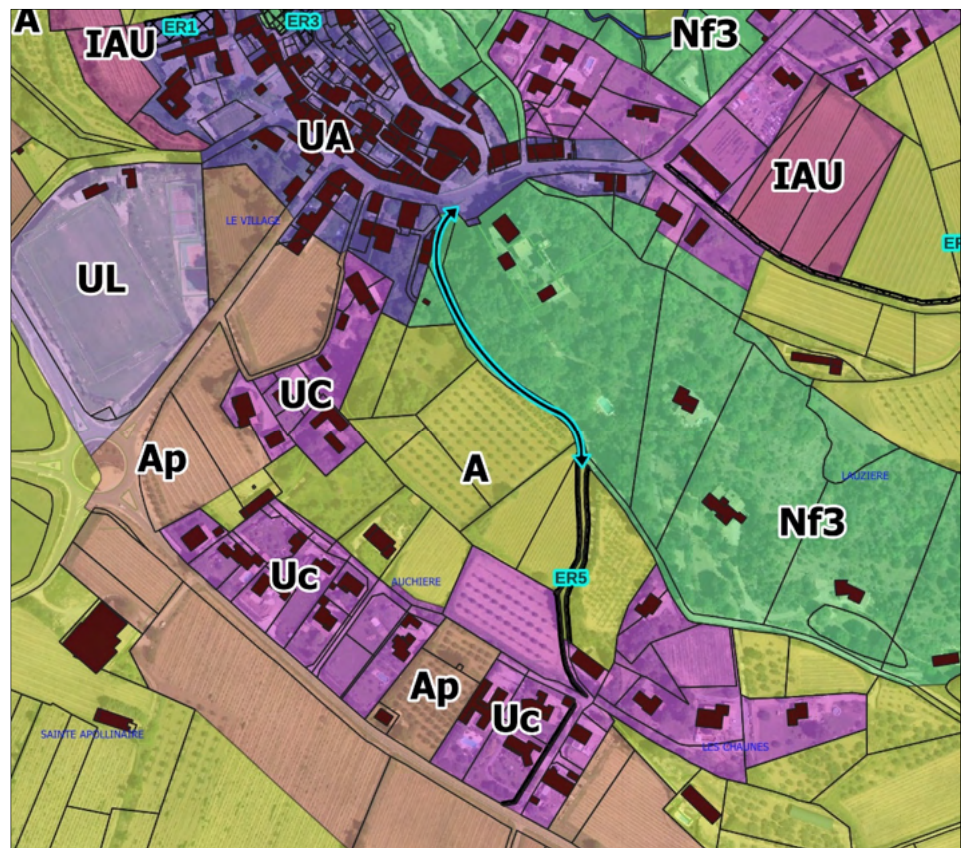 A
IAU
ER1
ER3
Nf3
UA
IAU
LE VILLAGE
ER
UL
UC
Ap
A
LAUZIERE
Nf3
Uc
AUCHIERE
ER5
Ap
Uc
SAINTE APOLLINAIRE
LES CHAUNES